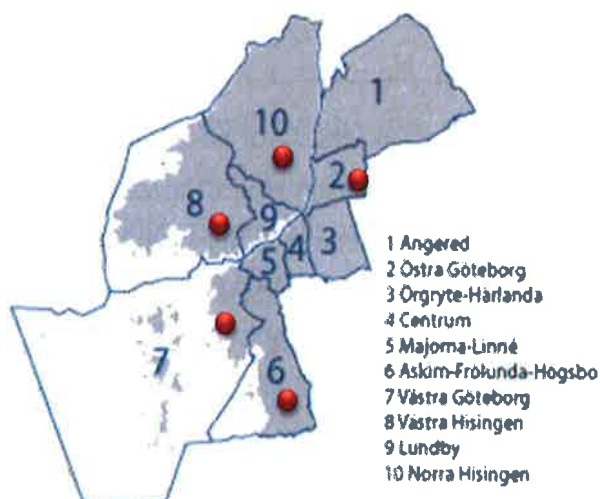 1
10
2
8
9
3
4
5
7
6
1 Angered
2 Östra Göteborg
3 Örgryte-Härlanda
4 Centrum
5 Majorna-Linné
6 Askim-Frölunda-Högsbo
7 Västra Göteborg
8 Västra Hisingen
9 Lundby
10 Norra Hisingen